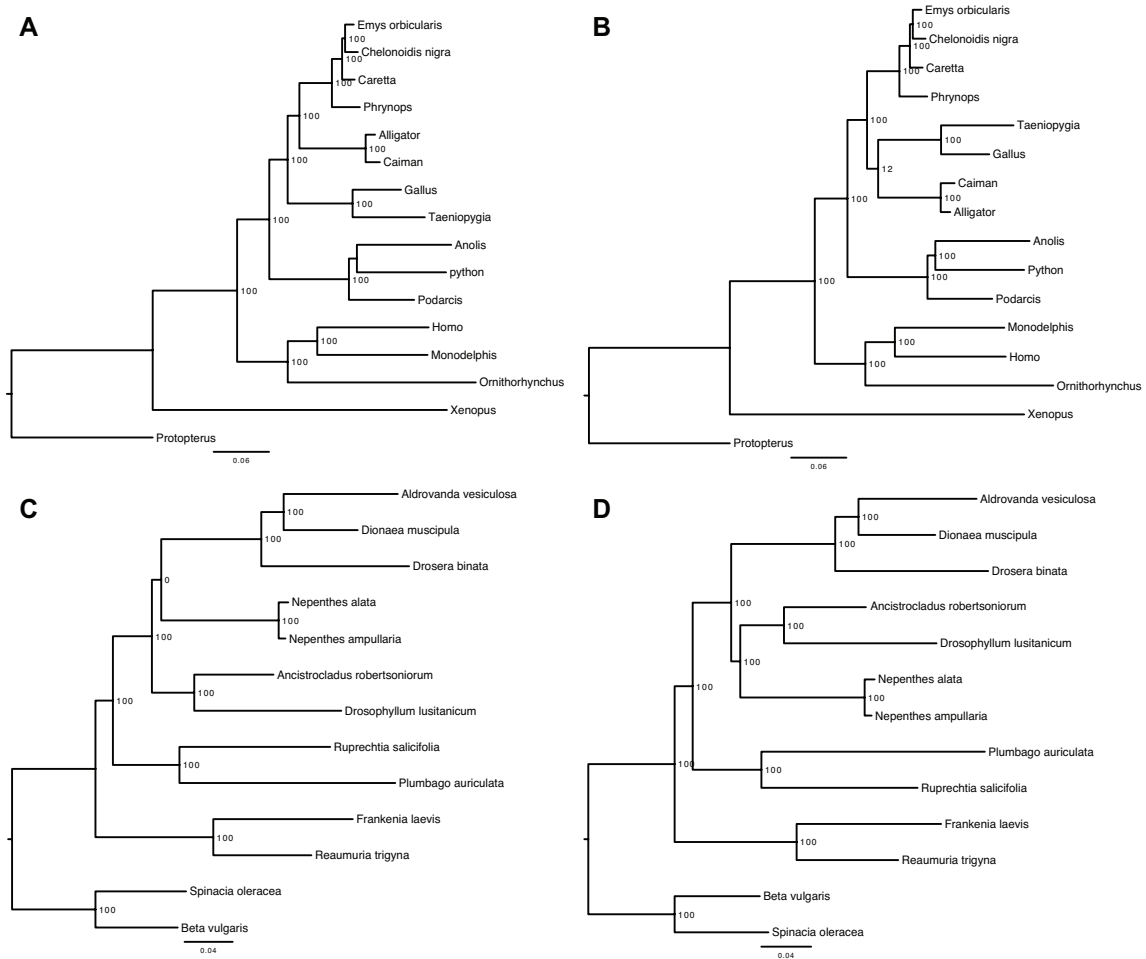 A
Emys orbicularis
100
Chelonoidis nigra
100
Caretta
100
Phrynops
100
Alligator
100
Caiman
100
Gallus
100
Taeniopygia
100
Anolis
python
100
Podarcis
100
Homo
100
Monodelphis
100
Ornithorhynchus
Xenopus
Protopterus
0.06
B
Emys orbicularis
100
Chelonoidis nigra
100
Caretta
100
Phrynops
100
Taeniopygia
100
Gallus
12
Caiman
100
Alligator
100
Anolis
100
Python
100
Podarcis
100
Monodelphis
100
Homo
100
Ornithorhynchus
Xenopus
Protopterus
0.06
C
Aldrovanda vesiculosa
100
Dionaea muscipula
100
Drosera binata
0
Nepenthes alata
100
Nepenthes ampullaria
100
Ancistrocladus robertsoniorum
100
Drosophyllum lusitanicum
100
Ruprechtia salicifolia
100
Plumbago auriculata
Frankenia laevis
100
Reaumuria trigyna
Spinacia oleracea
100
Beta vulgaris
0.04
D
Aldrovanda vesiculosa
100
Dionaea muscipula
100
Drosera binata
100
Ancistrocladus robertsoniorum
100
Drosophyllum lusitanicum
100
Nepenthes alata
100
Nepenthes ampullaria
100
Plumbago auriculata
100
100
Ruprechtia salicifolia
Frankenia laevis
100
Reaumuria trigyna
Beta vulgaris
100
Spinacia oleracea
0.04